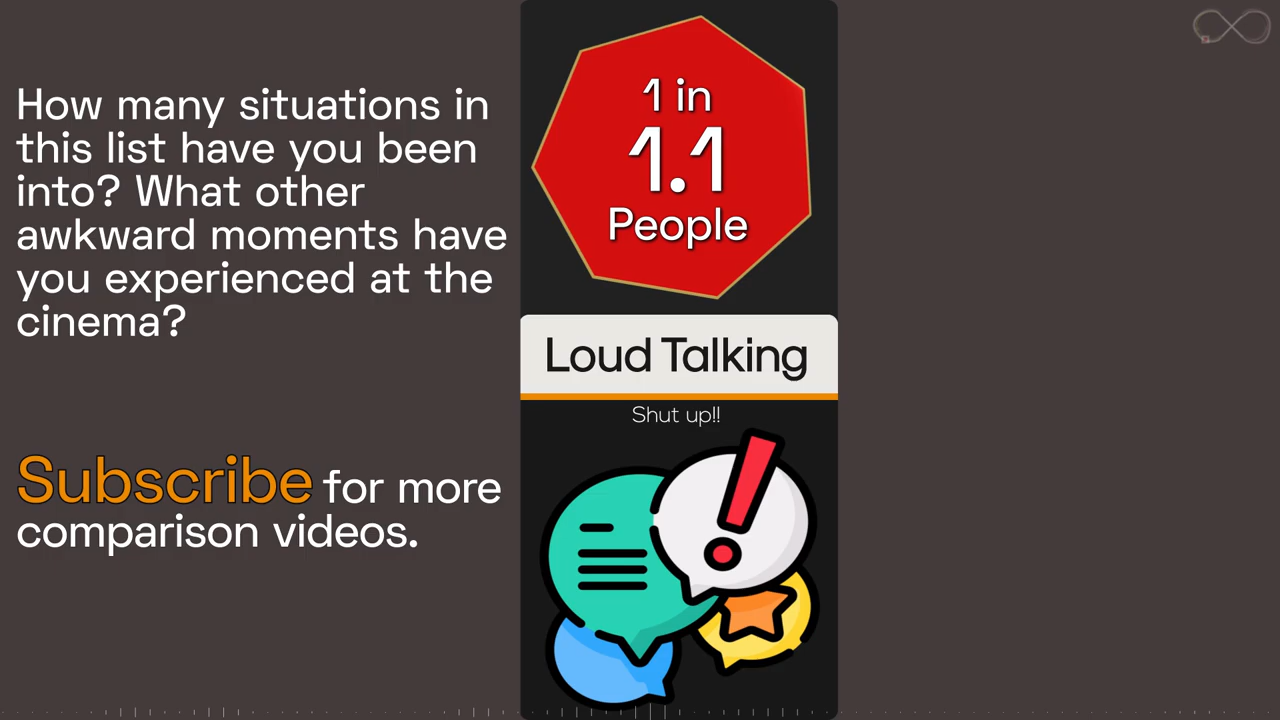 How many situations in
this list have you been
into? What other
awkward moments have
you experienced at the
cinema?
Subscribe for more
comparison videos.
1 in
1.1
People
Loud Talking
Shut up!!